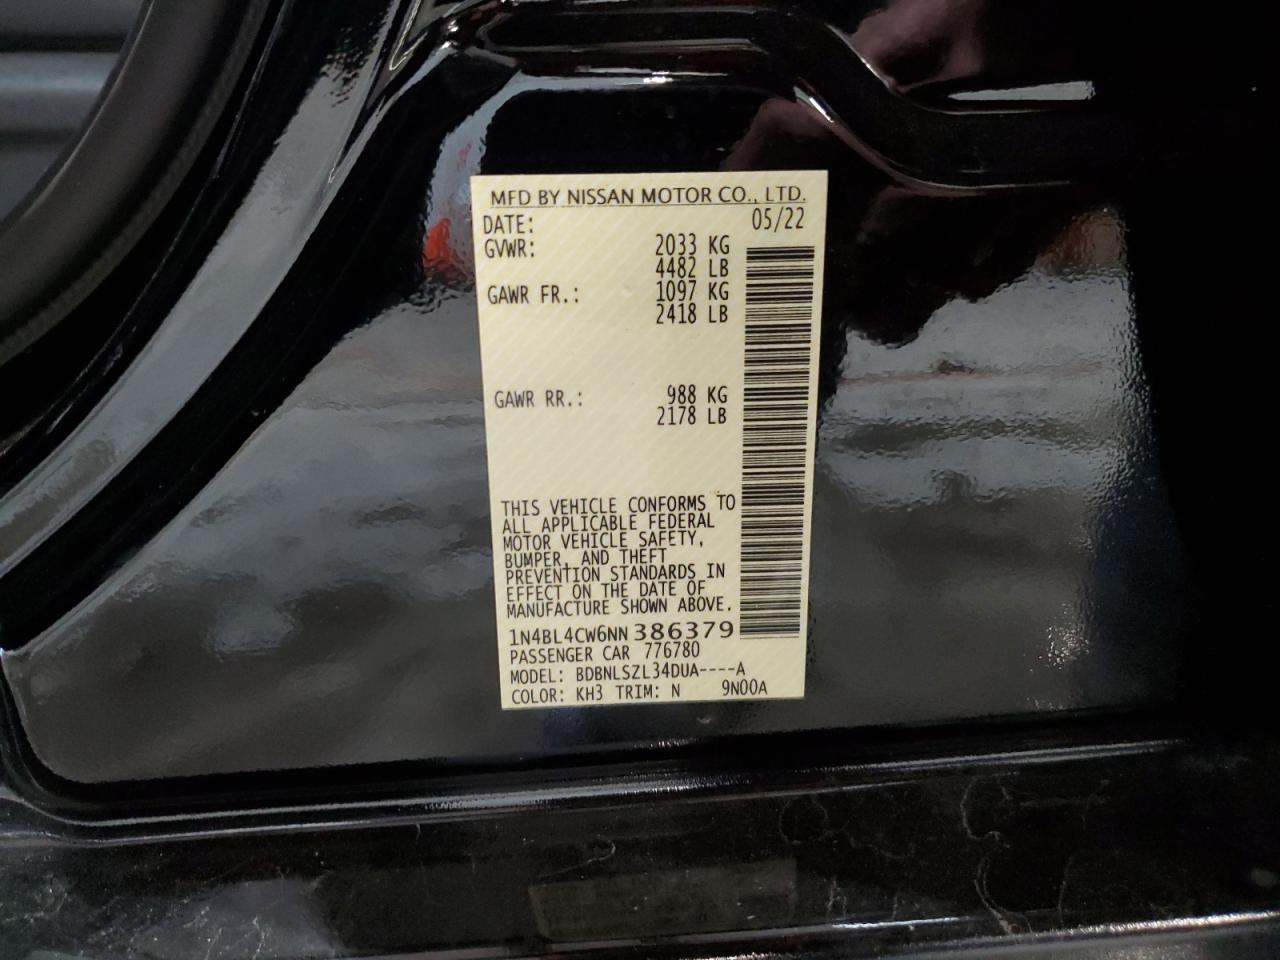 MFD BY NISSAN MOTOR CO., LTD.
DATE: 05/22
GVWR: 2033 KG
4482 LB
GAWR FR.: 1097 KG
2418 LB
GAWR RR.: 988 KG
2178 LB
THIS VEHICLE CONFORMS TO
ALL APPLICABLE FEDERAL
MOTOR VEHICLE SAFETY,
BUMPER, AND THEFT
PREVENTION STANDARDS IN
EFFECT ON THE DATE OF
MANUFACTURE SHOWN ABOVE.
1N4BL4CW6NN386379
PASSENGER CAR 776780
MODEL: BDBNLSZL34DUA----A
COLOR: KH3 TRIM: N 9N00A